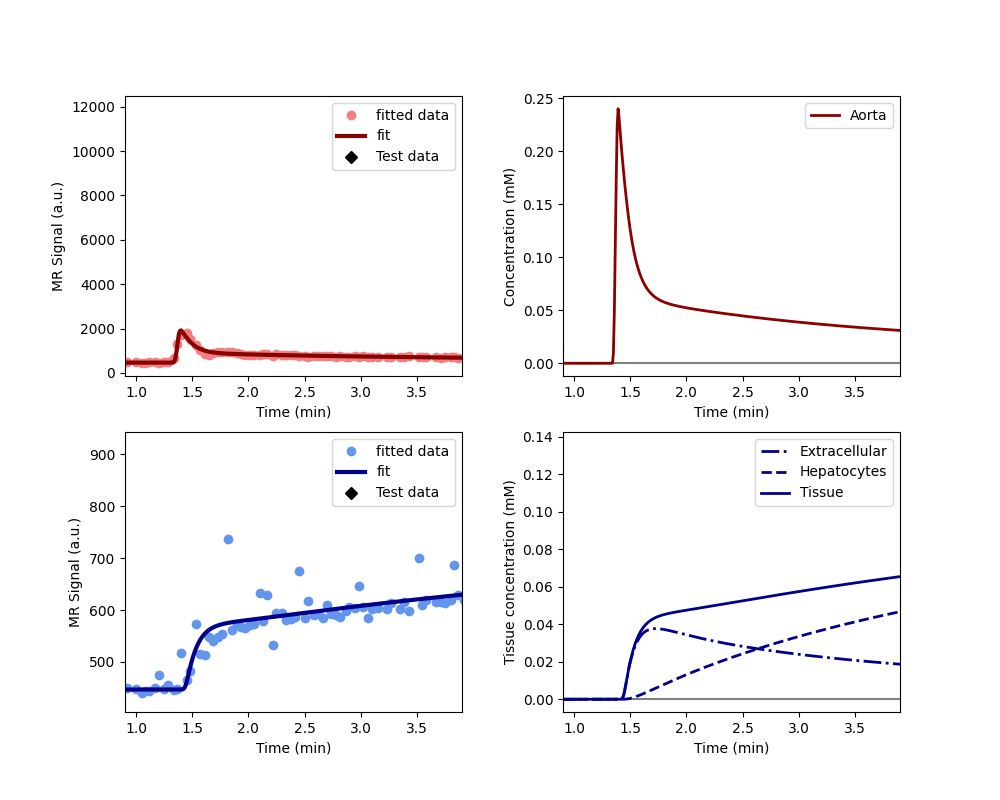 12000
10000
8000
6000
4000
2000
0
MR Signal (a.u.)
fitted data
fit
Test data
1.0 1.5 2.0 2.5 3.0 3.5
Time (min)
0.25
0.20
0.15
0.10
0.05
0.00
Concentration (mM)
Aorta
1.0 1.5 2.0 2.5 3.0 3.5
Time (min)
900
800
700
600
500
MR Signal (a.u.)
fitted data
fit
Test data
1.0 1.5 2.0 2.5 3.0 3.5
Time (min)
0.14
0.12
0.10
0.08
0.06
0.04
0.02
0.00
Tissue concentration (mM)
Extracellular
Hepatocytes
Tissue
1.0 1.5 2.0 2.5 3.0 3.5
Time (min)